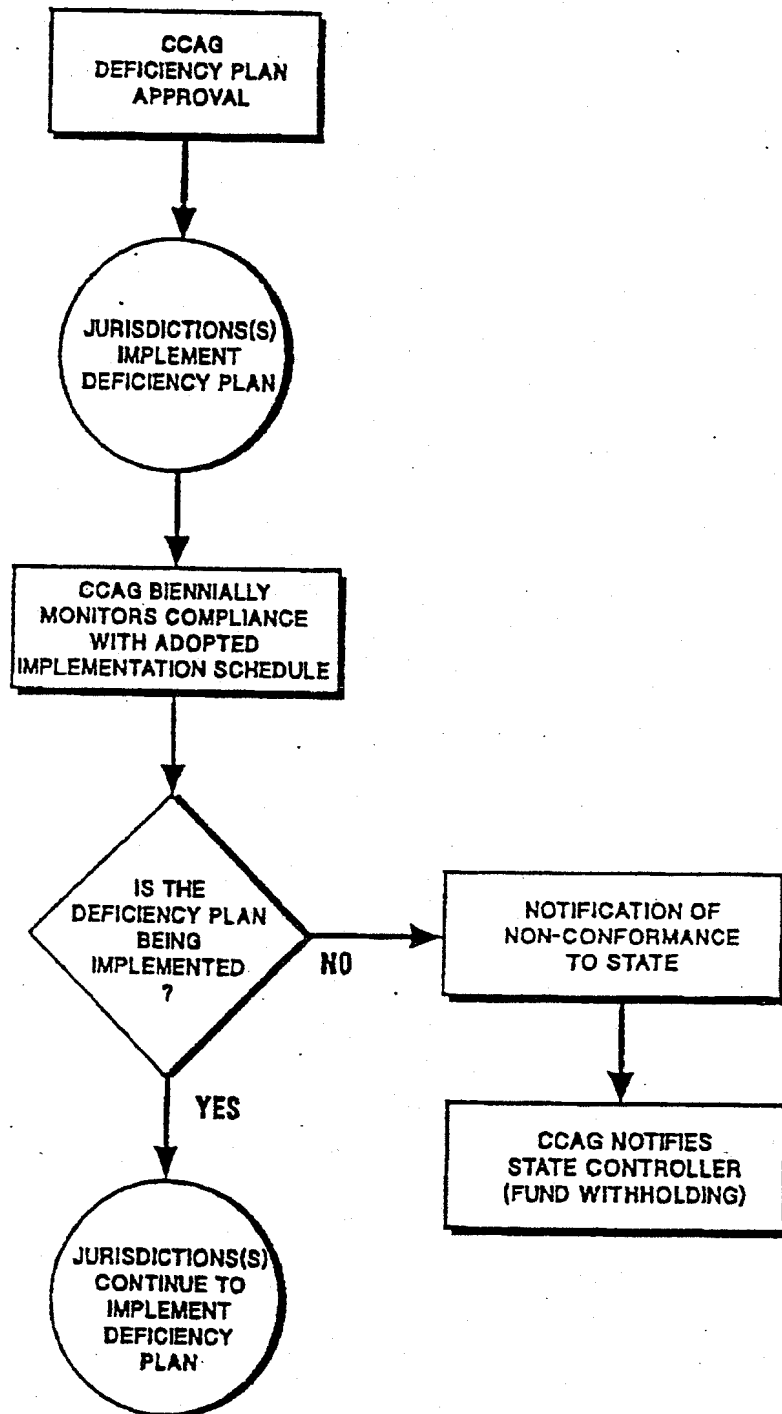 CCAG
DEFICIENCY PLAN
APPROVAL
JURISDICTIONS(S)
IMPLEMENT
DEFICIENCY PLAN
CCAG BIENNIALLY
MONITORS COMPLIANCE
WITH ADOPTED
IMPLEMENTATION SCHEDULE
IS THE
DEFICIENCY PLAN
BEING
IMPLEMENTED
?
NO
NOTIFICATION OF
NON-CONFORMANCE
TO STATE
CCAG NOTIFIES
STATE CONTROLLER
(FUND WITHHOLDING)
YES
JURISDICTIONS(S)
CONTINUE TO
IMPLEMENT
DEFICIENCY
PLAN